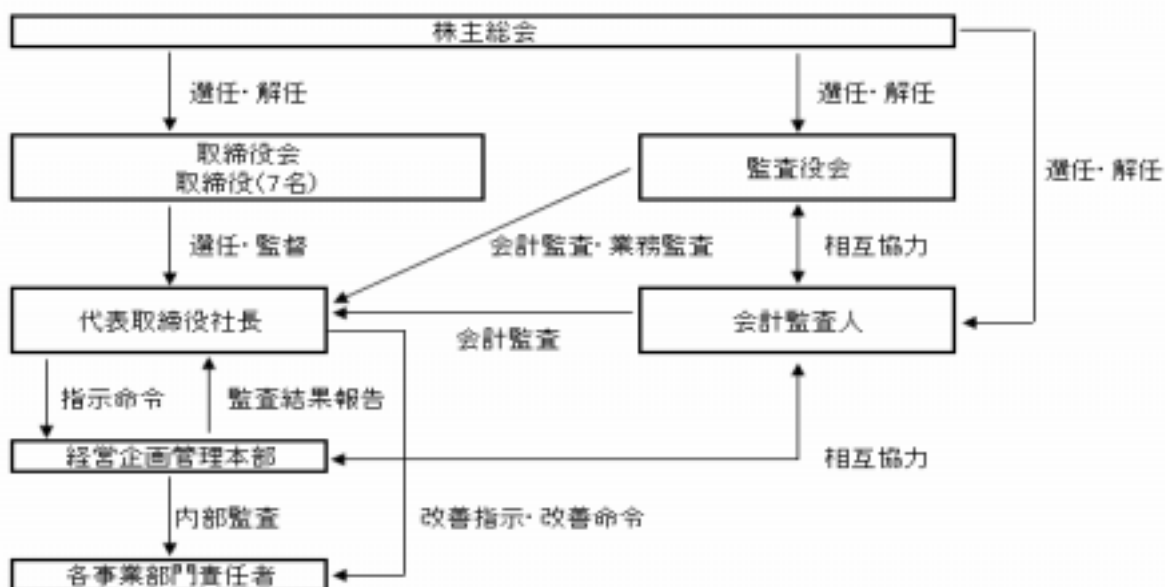 株主総会
選任・解任
選任・解任
取締役会
取締役(7名)
監査役会
選任・解任
選任・監督
会計監査・業務監査
相互協力
代表取締役社長
会計監査人
会計監査
指示命令
監査結果報告
経営企画管理本部
相互協力
内部監査
改善指示・改善命令
各事業部門責任者